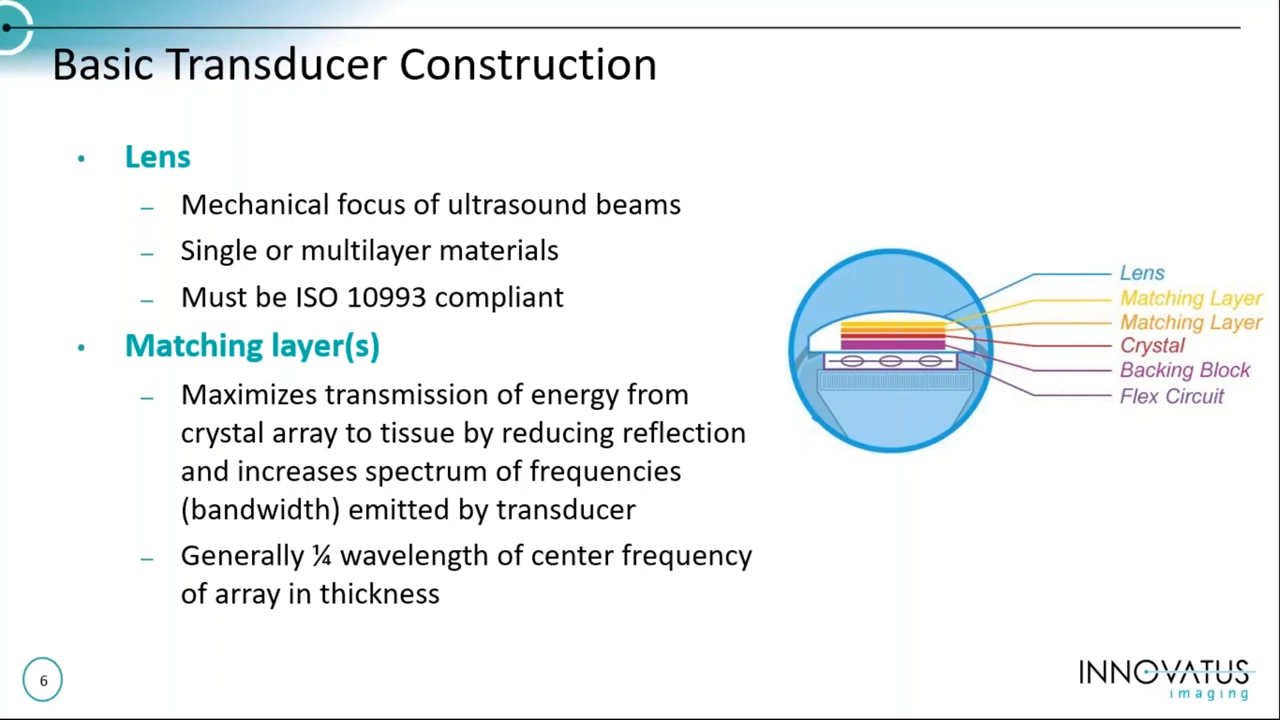 Basic Transducer Construction
• Lens
– Mechanical focus of ultrasound beams
– Single or multilayer materials
– Must be ISO 10993 compliant
• Matching layer(s)
– Maximizes transmission of energy from
crystal array to tissue by reducing reflection
and increases spectrum of frequencies
(bandwidth) emitted by transducer
– Generally ¼ wavelength of center frequency
of array in thickness
Lens
Matching Layer
Matching Layer
Crystal
Backing Block
Flex Circuit
6
INNOVATUS
imaging